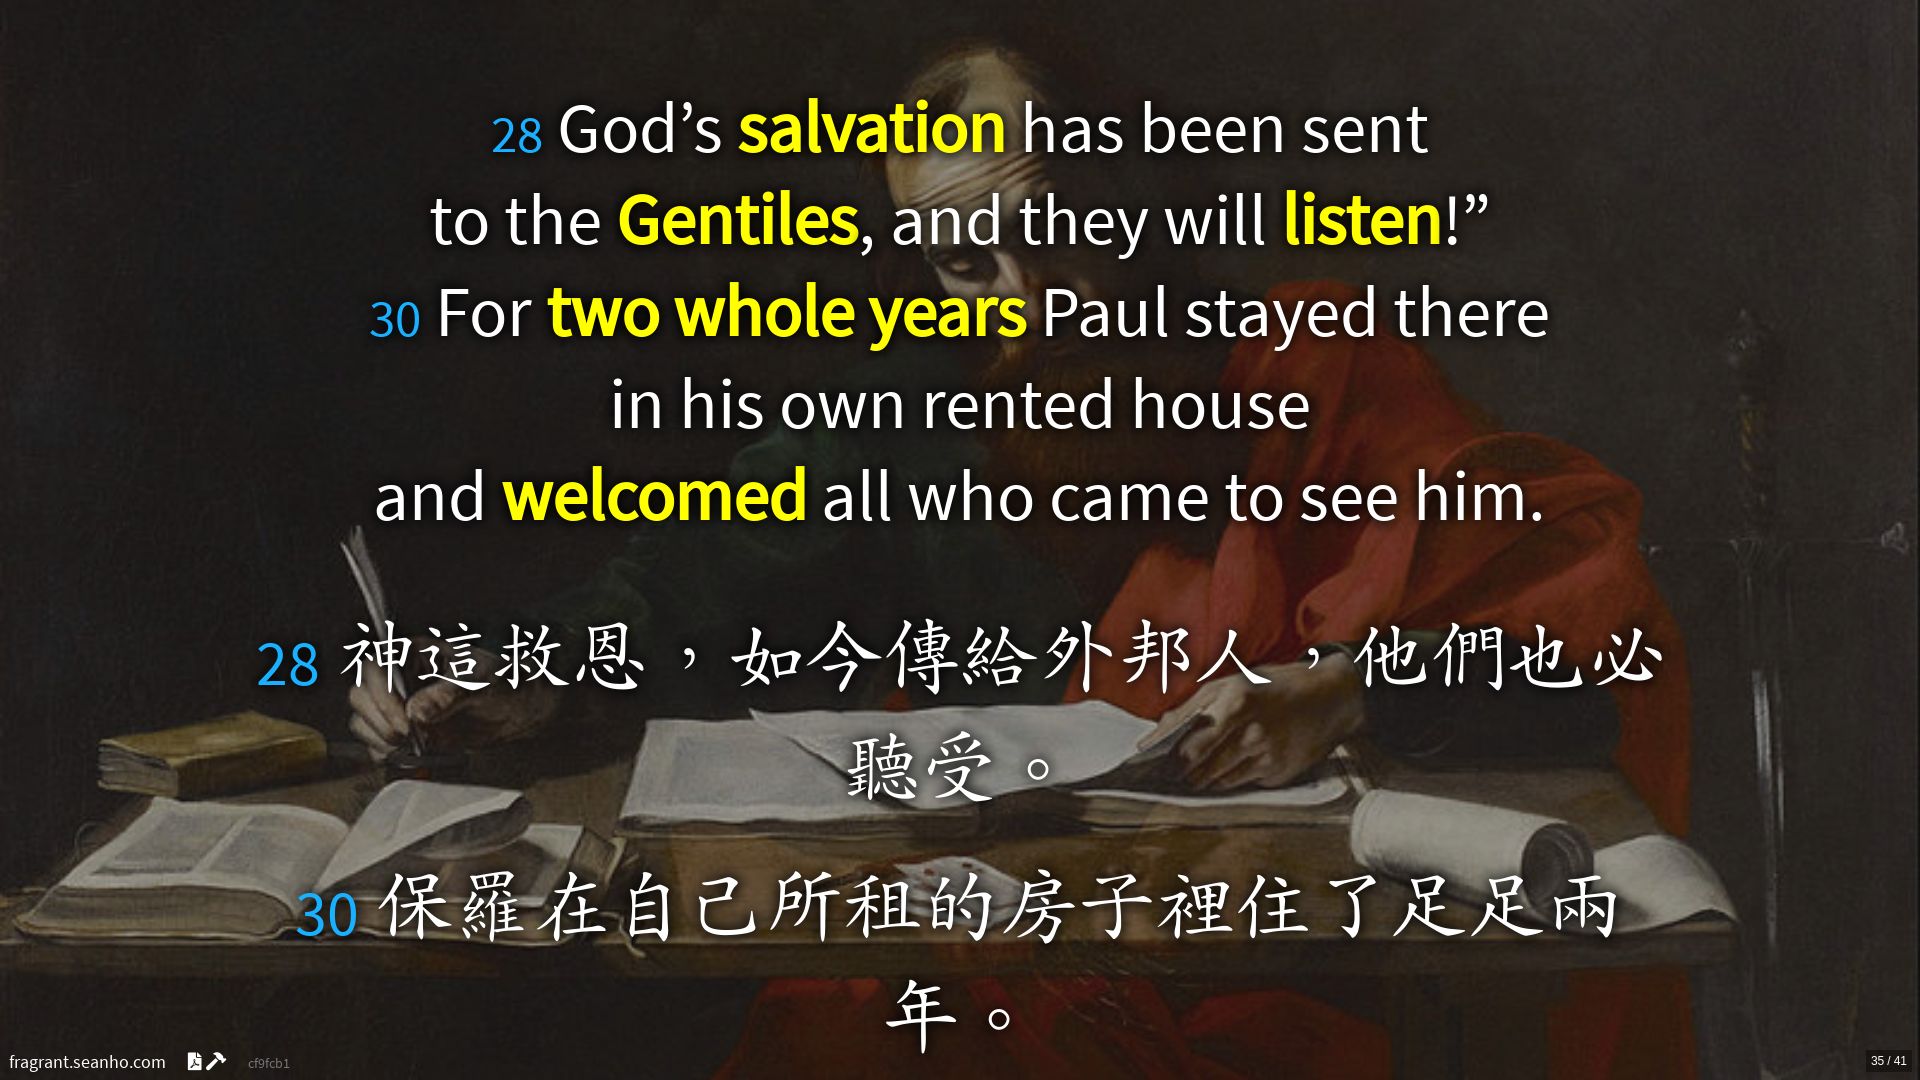 28 God’s salvation has been sent
to the Gentiles, and they will listen!”
30 For two whole years Paul stayed there
in his own rented house
and welcomed all who came to see him.
28 神這救恩，如今傳給外邦人，他們也必
聽受。
30 保羅在自己所租的房子裡住了足足兩
年。
fragrant.seanho.com cf9fcb1
35 / 41